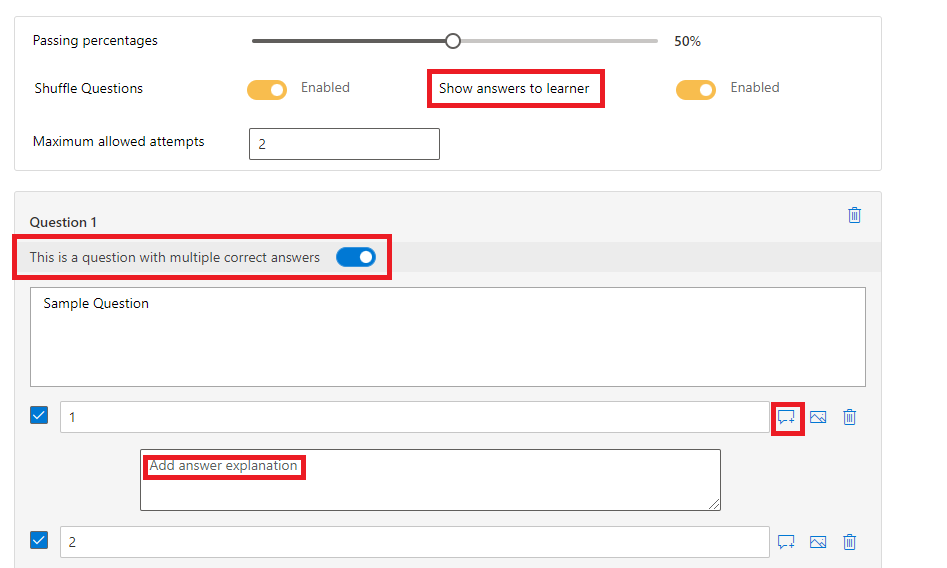 Passing percentages 50%
Shuffle Questions Enabled Show answers to learner Enabled
Maximum allowed attempts 2
Question 1
This is a question with multiple correct answers
Sample Question
1
Add answer explanation
2